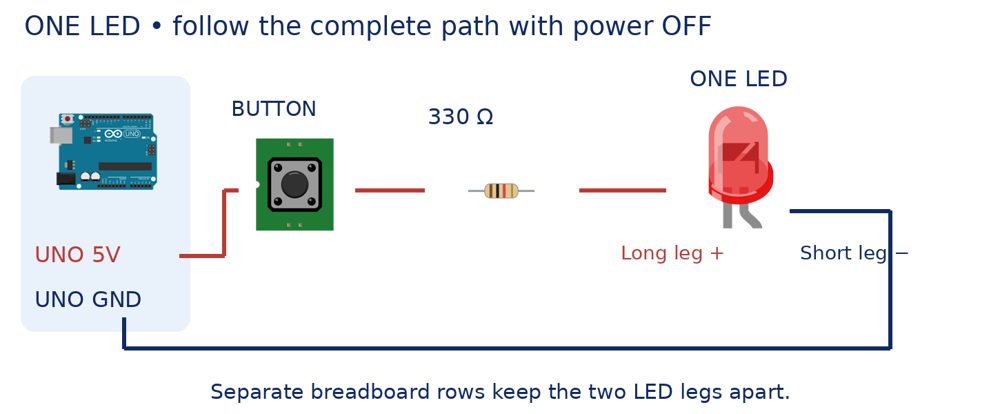 ONE LED • follow the complete path with power OFF
ONE LED
BUTTON
330 Ω
UNO 5V
Long leg +
Short leg −
UNO GND
Separate breadboard rows keep the two LED legs apart.